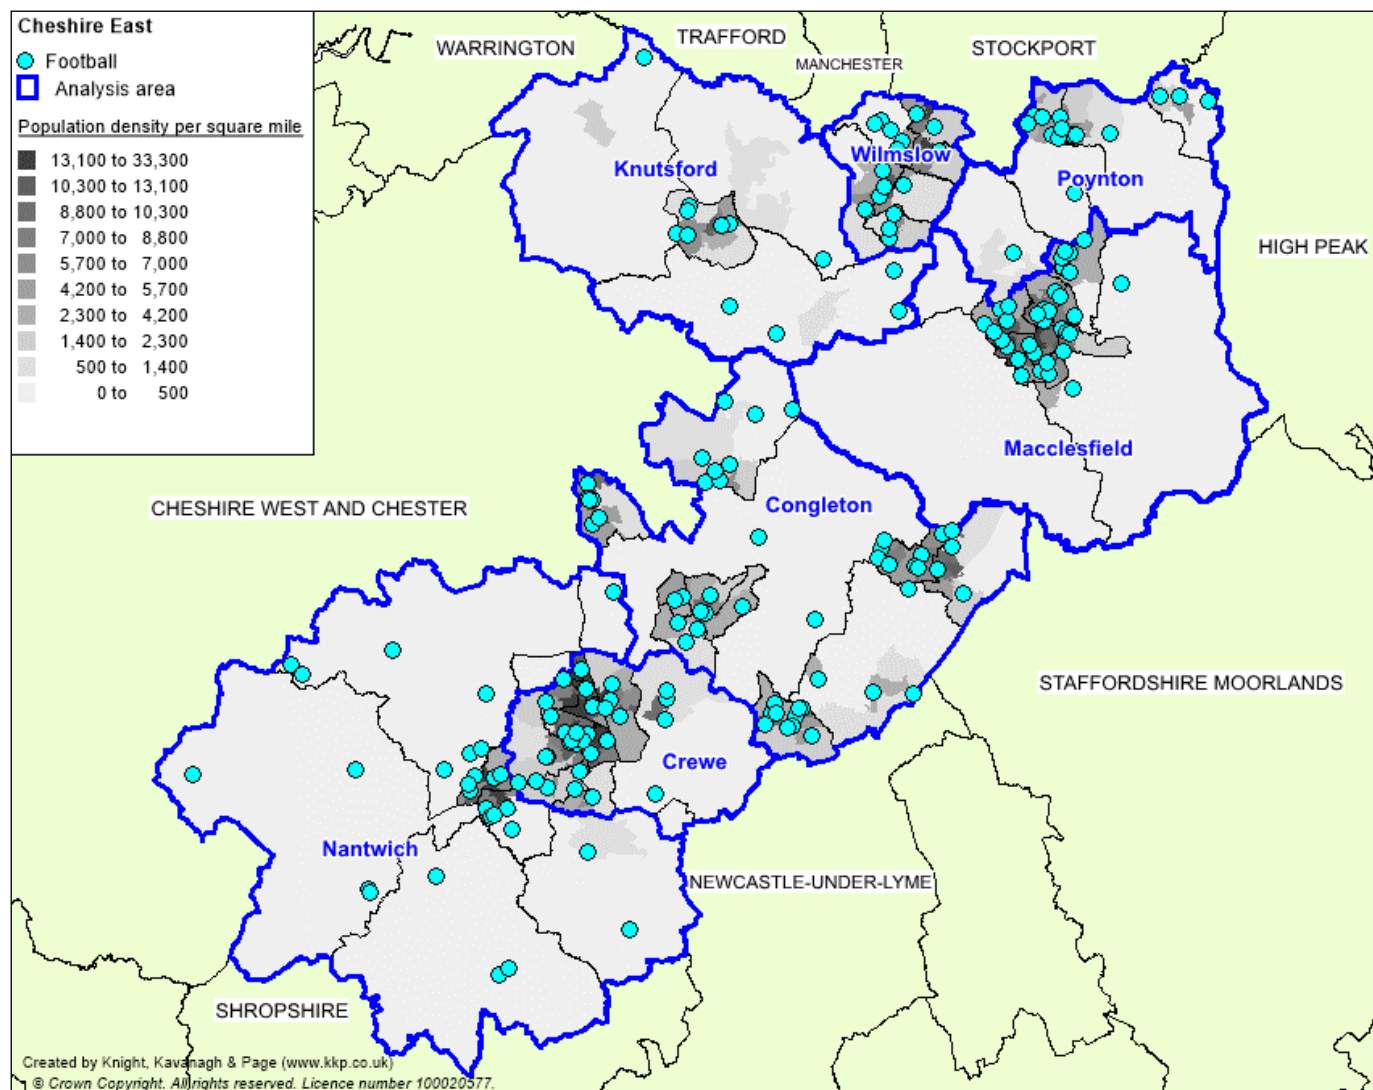 Cheshire East
Football
Analysis area
Population density per square mile
13,100 to 33,300
10,300 to 13,100
8,800 to 10,300
7,000 to 8,800
5,700 to 7,000
4,200 to 5,700
2,300 to 4,200
1,400 to 2,300
500 to 1,400
0 to 500
WARRINGTON
TRAFFORD
MANCHESTER
STOCKPORT
Knutsford
Wilmslow
Poynton
HIGH PEAK
Macclesfield
CHESHIRE WEST AND CHESTER
Congleton
STAFFORDSHIRE MOORLANDS
Crewe
Nantwich
NEWCASTLE-UNDER-LYME
SHROPSHIRE
Created by Knight, Kavanagh & Page (www.kkp.co.uk)
© Crown Copyright. All rights reserved. Licence number 100020577.